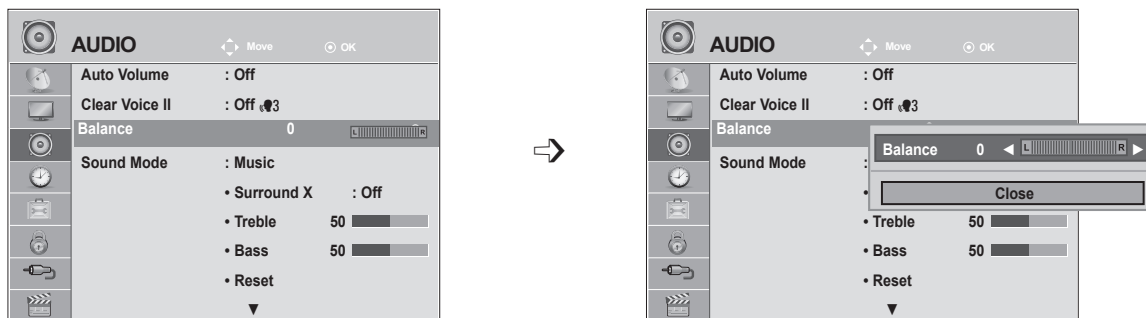 AUDIO Move OK
Auto Volume : Off
Clear Voice II : Off 3
Balance 0 L R
Sound Mode : Music
• Surround X : Off
• Treble 50
• Bass 50
• Reset
AUDIO Move OK
Auto Volume : Off
Clear Voice II : Off 3
Balance
Sound Mode :
Balance 0 L R
Close
•
• Treble 50
• Bass 50
• Reset